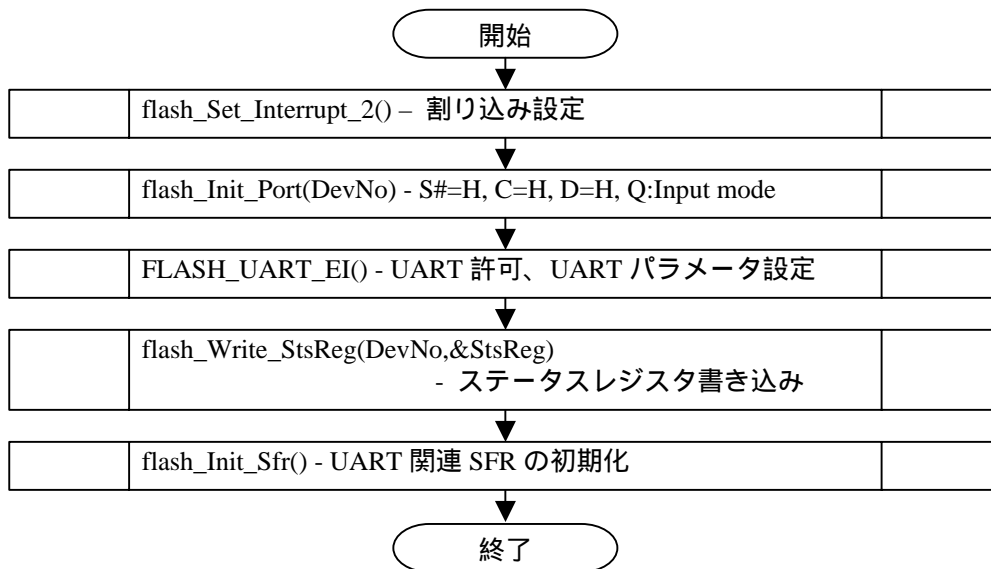 開始
flash_Set_Interrupt_2() – 割り込み設定
flash_Init_Port(DevNo) - S#=H, C=H, D=H, Q:Input mode
FLASH_UART_EI() - UART 許可、UART パラメータ設定
flash_Write_StsReg(DevNo,&StsReg)
- ステータスレジスタ書き込み
flash_Init_Sfr() - UART 関連 SFR の初期化
終了